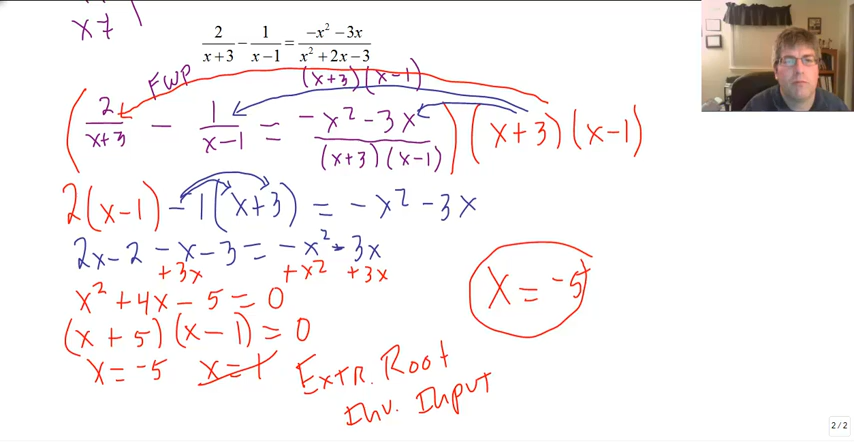 x7
2/(x+3) − 1/(x−1) = (−x² −3x)/(x² + 2x − 3)
FWP (x+3)(x−1)
(2/(x+3) − 1/(x−1) = (−x² −3x)/((x+3)(x−1))) (x+3)(x−1)
2(x−1) −1(x+3) = −x² −3x
2x−2 −x −3 = −x² −3x
+3x +x² +3x
x² +4x −5 = 0
(x + 5)(x − 1) = 0
x = −5 x = 1 Extr. Root
Inv. Input
x = −5
2/2